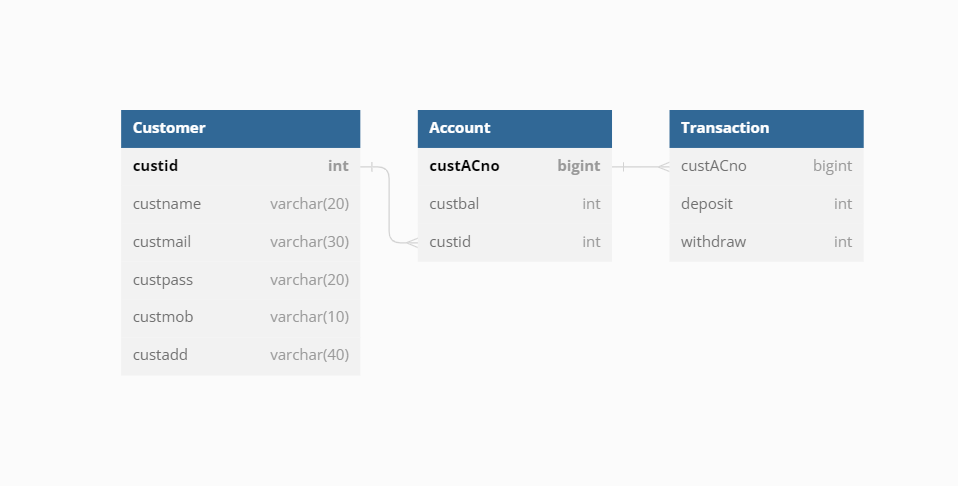 Customer
custid int
custname varchar(20)
custmail varchar(30)
custpass varchar(20)
custmob varchar(10)
custadd varchar(40)
Account
custACno bigint
custbal int
custid int
Transaction
custACno bigint
deposit int
withdraw int